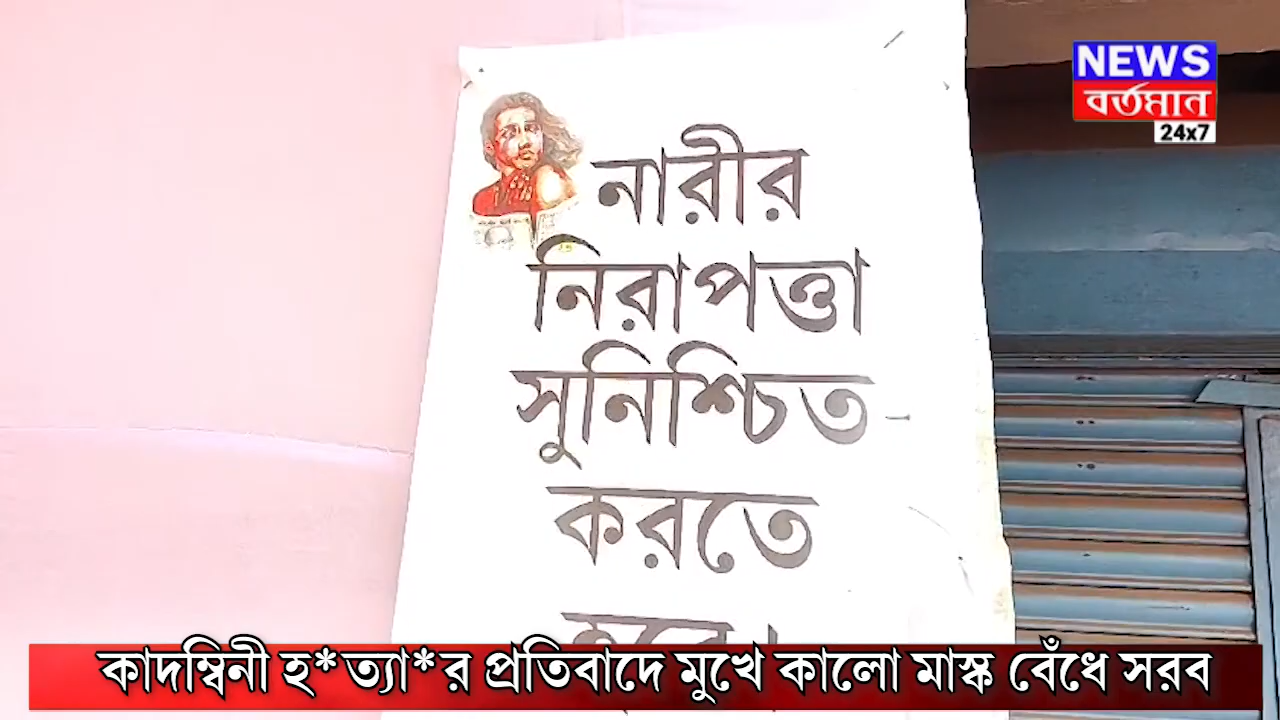 NEWS
বর্তমান
24x7
নারীর
নিরাপত্তা
সুনিশ্চিত
করতে
কাদম্বিনী হ*ত্যা*র প্রতিবাদে মুখে কালো মাস্ক বেঁধে সরব